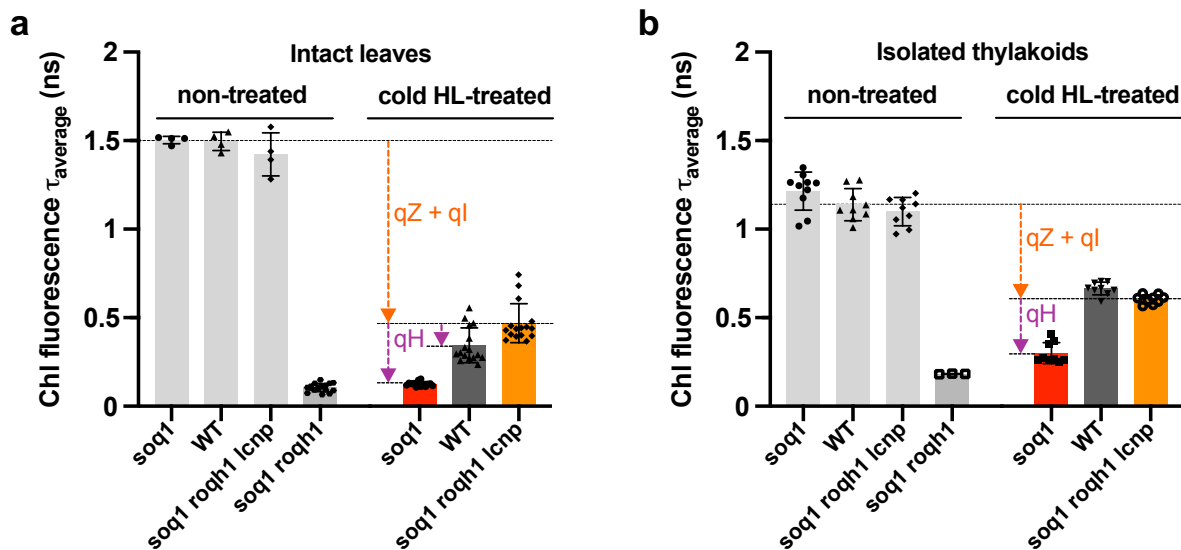 a
Intact leaves
non-treated
cold HL-treated
Chl fluorescence τaverage (ns)
2
1.5
1
0.5
0
qZ + qI
qH
soq1
WT
soq1 roqh1 lcnp
soq1 roqh1
soq1
WT
soq1 roqh1 lcnp
b
Isolated thylakoids
non-treated
cold HL-treated
Chl fluorescence τaverage (ns)
2
1.5
1
0.5
0
qZ + qI
qH
soq1
WT
soq1 roqh1 lcnp
soq1 roqh1
soq1
WT
soq1 roqh1 lcnp